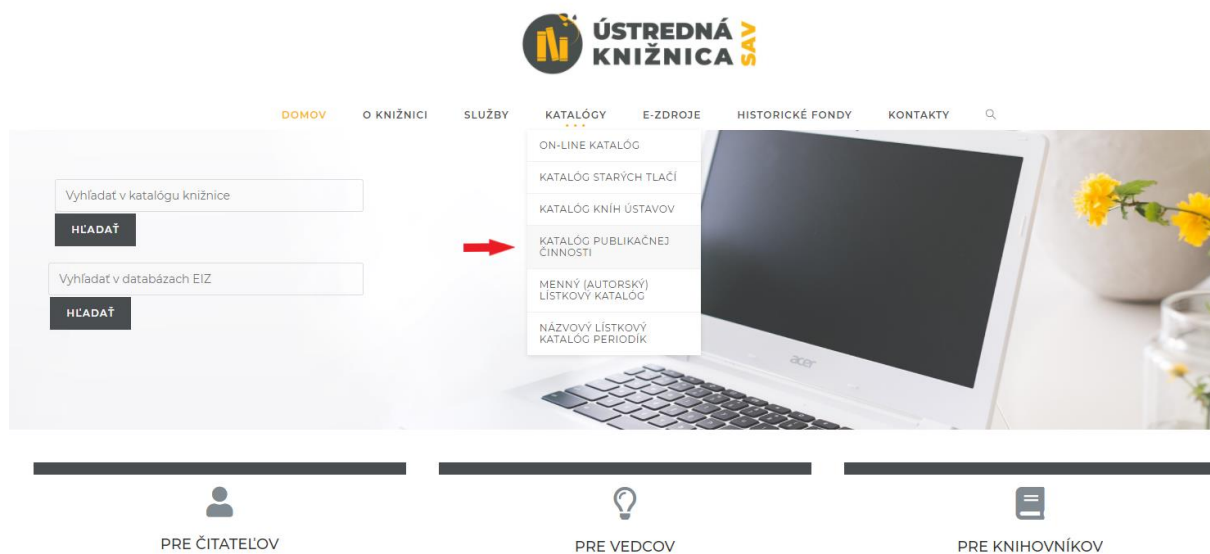 ÚSTREDNÁ
KNIŽNICA
SAV
DOMOV O KNIŽNICI SLUŽBY KATALÓGY E-ZDROJE HISTORICKÉ FONDY KONTAKTY
ON-LINE KATALÓG
KATALÓG STARÝCH TLAČÍ
KATALÓG KNÍH ÚSTAVOV
KATALÓG PUBLIKAČNEJ
ČINNOSTI
MENNÝ (AUTORSKÝ)
LÍSTKOVÝ KATALÓG
NÁZVOVÝ LÍSTKOVÝ
KATALÓG PERIODÍK
Vyhľadať v katalógu knižnice
HĽADAŤ
Vyhľadať v databázach EIZ
HĽADAŤ
acer
PRE ČITATEĽOV PRE VEDCOV PRE KNIHOVNÍKOV